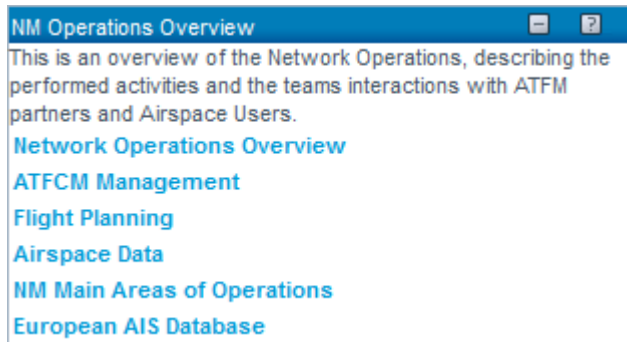 NM Operations Overview
This is an overview of the Network Operations, describing the
performed activities and the teams interactions with ATFM
partners and Airspace Users.
Network Operations Overview
ATFCM Management
Flight Planning
Airspace Data
NM Main Areas of Operations
European AIS Database